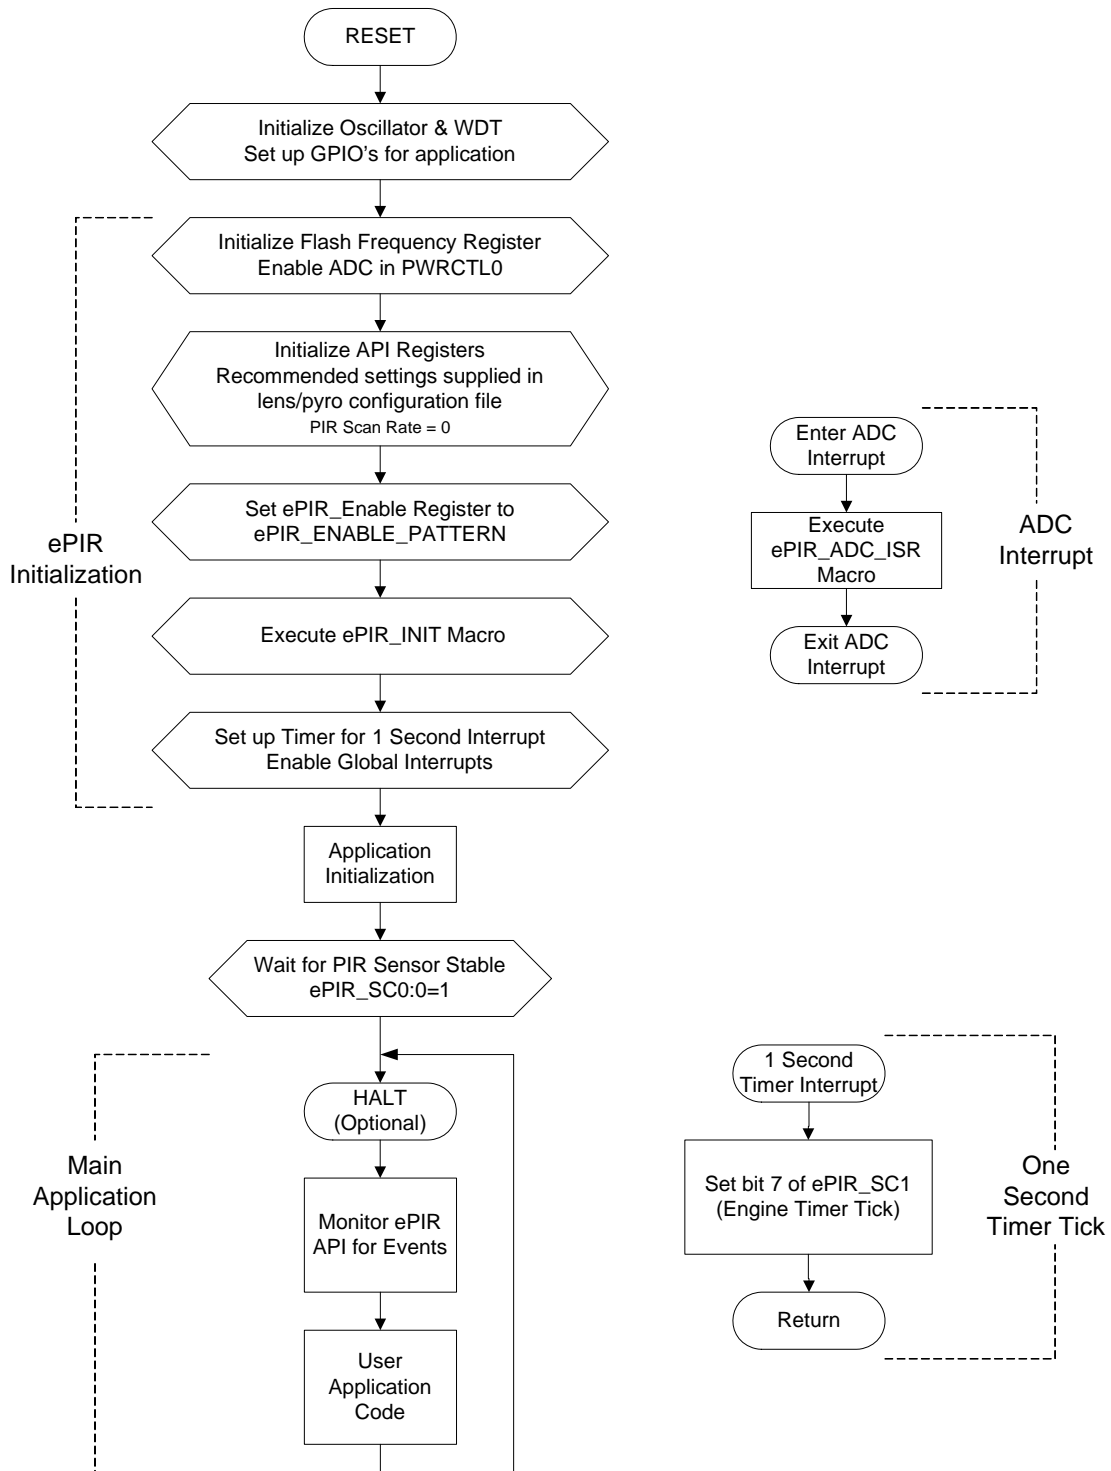 RESET
Initialize Oscillator & WDT
Set up GPIO's for application
Initialize Flash Frequency Register
Enable ADC in PWRCTL0
Initialize API Registers
Recommended settings supplied in
lens/pyro configuration file
PIR Scan Rate = 0
Set ePIR_Enable Register to
ePIR_ENABLE_PATTERN
ePIR
Initialization
Execute ePIR_INIT Macro
Set up Timer for 1 Second Interrupt
Enable Global Interrupts
Application
Initialization
Wait for PIR Sensor Stable
ePIR_SC0:0=1
HALT
(Optional)
Main
Application
Loop
Monitor ePIR
API for Events
User
Application
Code
Enter ADC
Interrupt
Execute
ePIR_ADC_ISR
Macro
Exit ADC
Interrupt
ADC
Interrupt
1 Second
Timer Interrupt
Set bit 7 of ePIR_SC1
(Engine Timer Tick)
Return
One
Second
Timer Tick